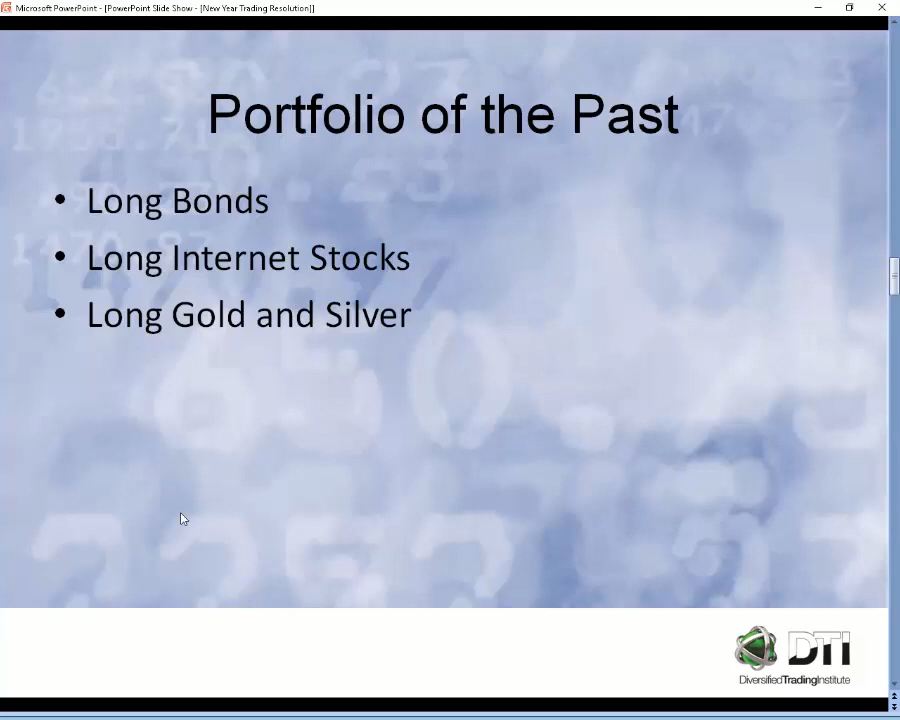 Microsoft PowerPoint - [PowerPoint Slide Show - [New Year Trading Resolution]]
Portfolio of the Past
• Long Bonds
• Long Internet Stocks
• Long Gold and Silver
DTI
DiversifiedTradingInstitute